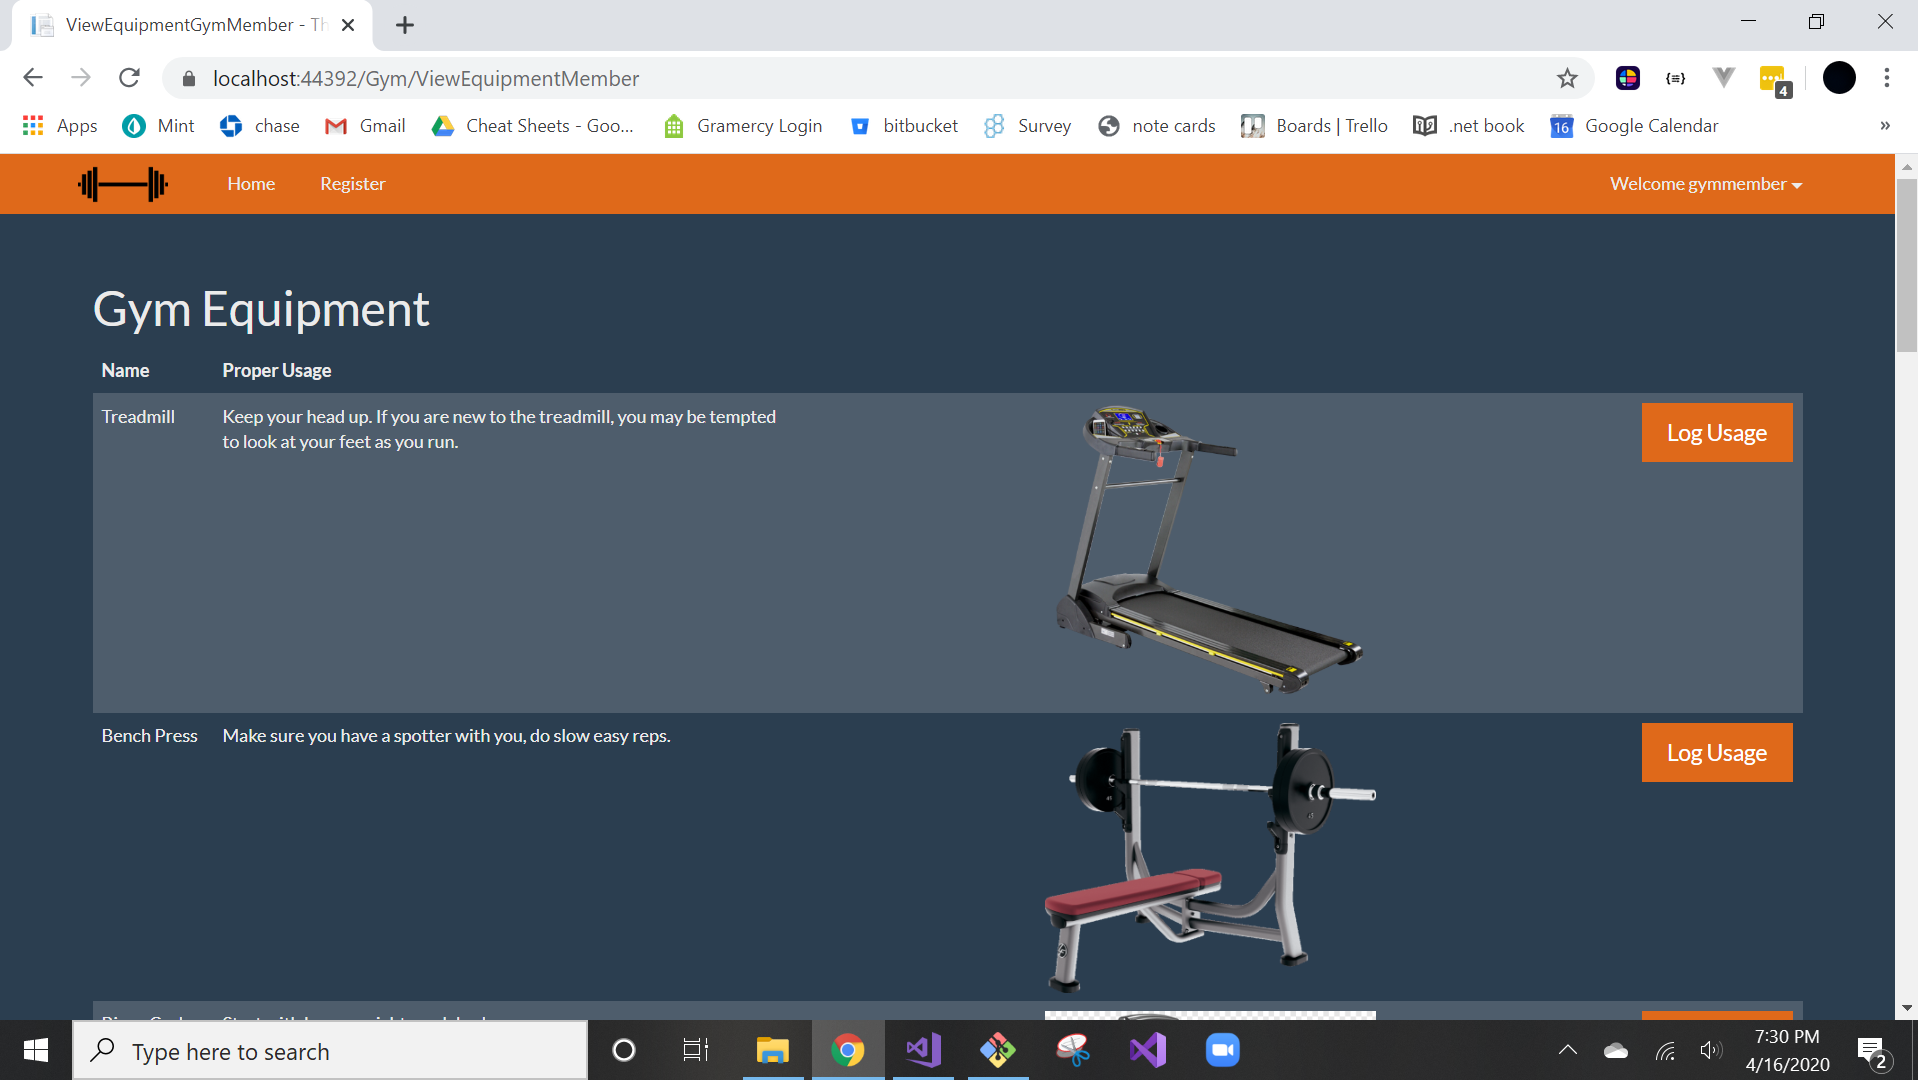 ViewEquipmentGymMember - Th
localhost:44392/Gym/ViewEquipmentMember
4
Apps
Mint
chase
Gmail
Cheat Sheets - Goo...
Gramercy Login
bitbucket
Survey
note cards
Boards | Trello
.net book
16
Google Calendar
»
Home
Register
Welcome gymmember
Gym Equipment
Name
Proper Usage
Treadmill
Keep your head up. If you are new to the treadmill, you may be tempted
to look at your feet as you run.
Log Usage
Bench Press
Make sure you have a spotter with you, do slow easy reps.
45
45
Log Usage
Type here to search
7:30 PM
4/16/2020
2